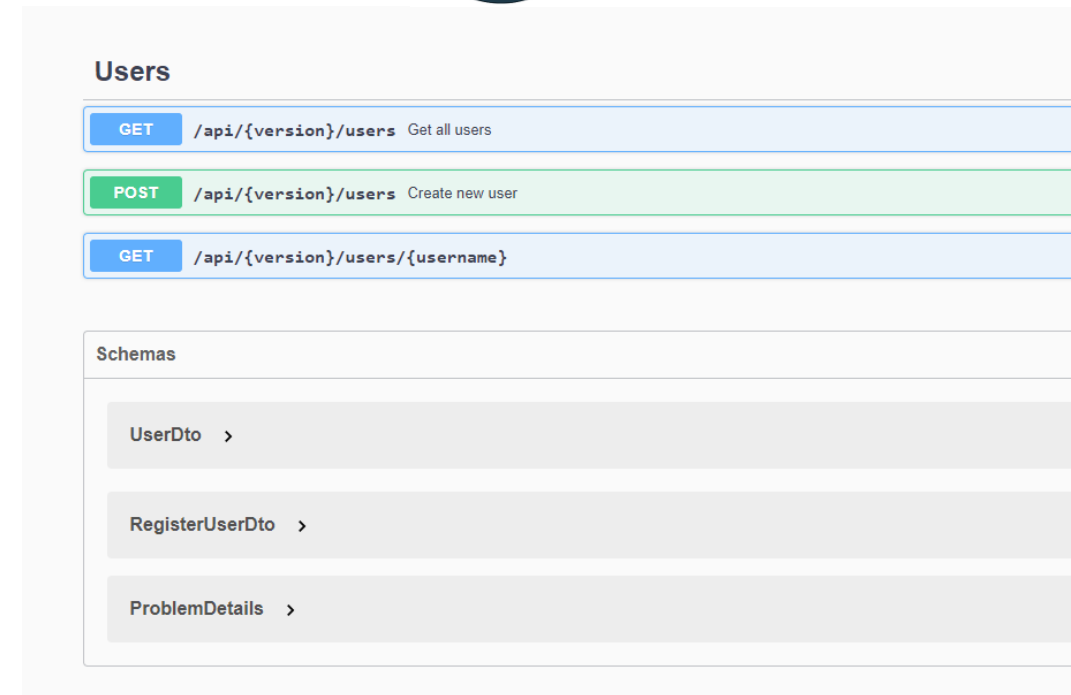 Users
GET /api/{version}/users Get all users
POST /api/{version}/users Create new user
GET /api/{version}/users/{username}
Schemas
UserDto
RegisterUserDto
ProblemDetails